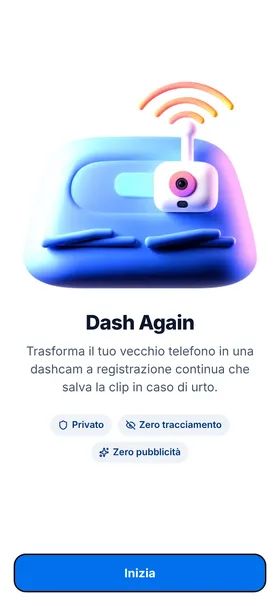 Dash Again
Trasforma il tuo vecchio telefono in una
dashcam a registrazione continua che
salva la clip in caso di urto.
Privato
Zero tracciamento
Zero pubblicità
Inizia